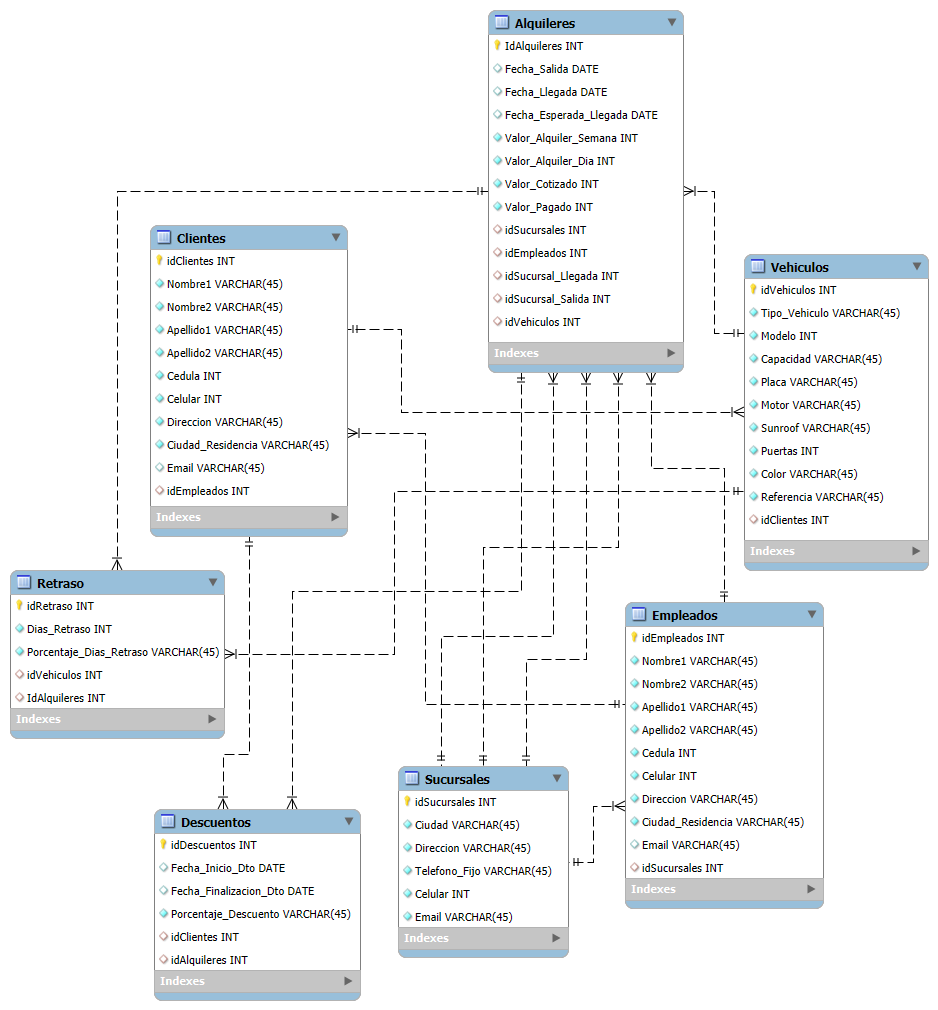 Alquileres
IdAlquileres INT
Fecha_Salida DATE
Fecha_Llegada DATE
Fecha_Esperada_Llegada DATE
Valor_Alquiler_Semana INT
Valor_Alquiler_Dia INT
Valor_Cotizado INT
Valor_Pagado INT
idSucursales INT
idEmpleados INT
idSucursal_Llegada INT
idSucursal_Salida INT
idVehiculos INT
Indexes
Clientes
idClientes INT
Nombre1 VARCHAR(45)
Nombre2 VARCHAR(45)
Apellido1 VARCHAR(45)
Apellido2 VARCHAR(45)
Cedula INT
Celular INT
Direccion VARCHAR(45)
Ciudad_Residencia VARCHAR(45)
Email VARCHAR(45)
idEmpleados INT
Indexes
Vehiculos
idVehiculos INT
Tipo_Vehiculo VARCHAR(45)
Modelo INT
Capacidad VARCHAR(45)
Placa VARCHAR(45)
Motor VARCHAR(45)
Sunroof VARCHAR(45)
Puertas INT
Color VARCHAR(45)
Referencia VARCHAR(45)
idClientes INT
Indexes
Retraso
idRetraso INT
Dias_Retraso INT
Porcentaje_Dias_Retraso VARCHAR(45)
idVehiculos INT
IdAlquileres INT
Indexes
Empleados
idEmpleados INT
Nombre1 VARCHAR(45)
Nombre2 VARCHAR(45)
Apellido1 VARCHAR(45)
Apellido2 VARCHAR(45)
Cedula INT
Celular INT
Direccion VARCHAR(45)
Ciudad_Residencia VARCHAR(45)
Email VARCHAR(45)
idSucursales INT
Indexes
Sucursales
idSucursales INT
Ciudad VARCHAR(45)
Direccion VARCHAR(45)
Telefono_Fijo VARCHAR(45)
Celular INT
Email VARCHAR(45)
Indexes
Descuentos
idDescuentos INT
Fecha_Inicio_Dto DATE
Fecha_Finalizacion_Dto DATE
Porcentaje_Descuento VARCHAR(45)
idClientes INT
idAlquileres INT
Indexes